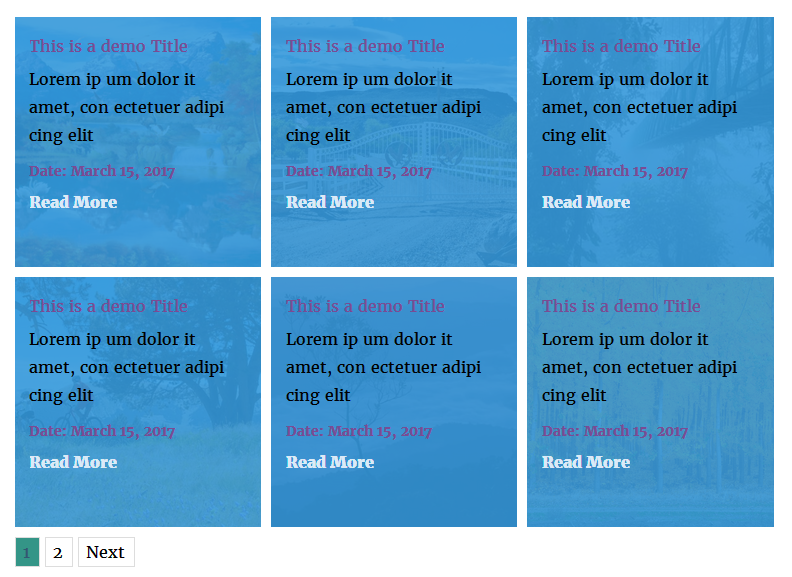 This is a demo Title
Lorem ip um dolor it
amet, con ectetuer adipi
cing elit
Date: March 15, 2017
Read More
This is a demo Title
Lorem ip um dolor it
amet, con ectetuer adipi
cing elit
Date: March 15, 2017
Read More
This is a demo Title
Lorem ip um dolor it
amet, con ectetuer adipi
cing elit
Date: March 15, 2017
Read More
This is a demo Title
Lorem ip um dolor it
amet, con ectetuer adipi
cing elit
Date: March 15, 2017
Read More
This is a demo Title
Lorem ip um dolor it
amet, con ectetuer adipi
cing elit
Date: March 15, 2017
Read More
This is a demo Title
Lorem ip um dolor it
amet, con ectetuer adipi
cing elit
Date: March 15, 2017
Read More
1 2 Next